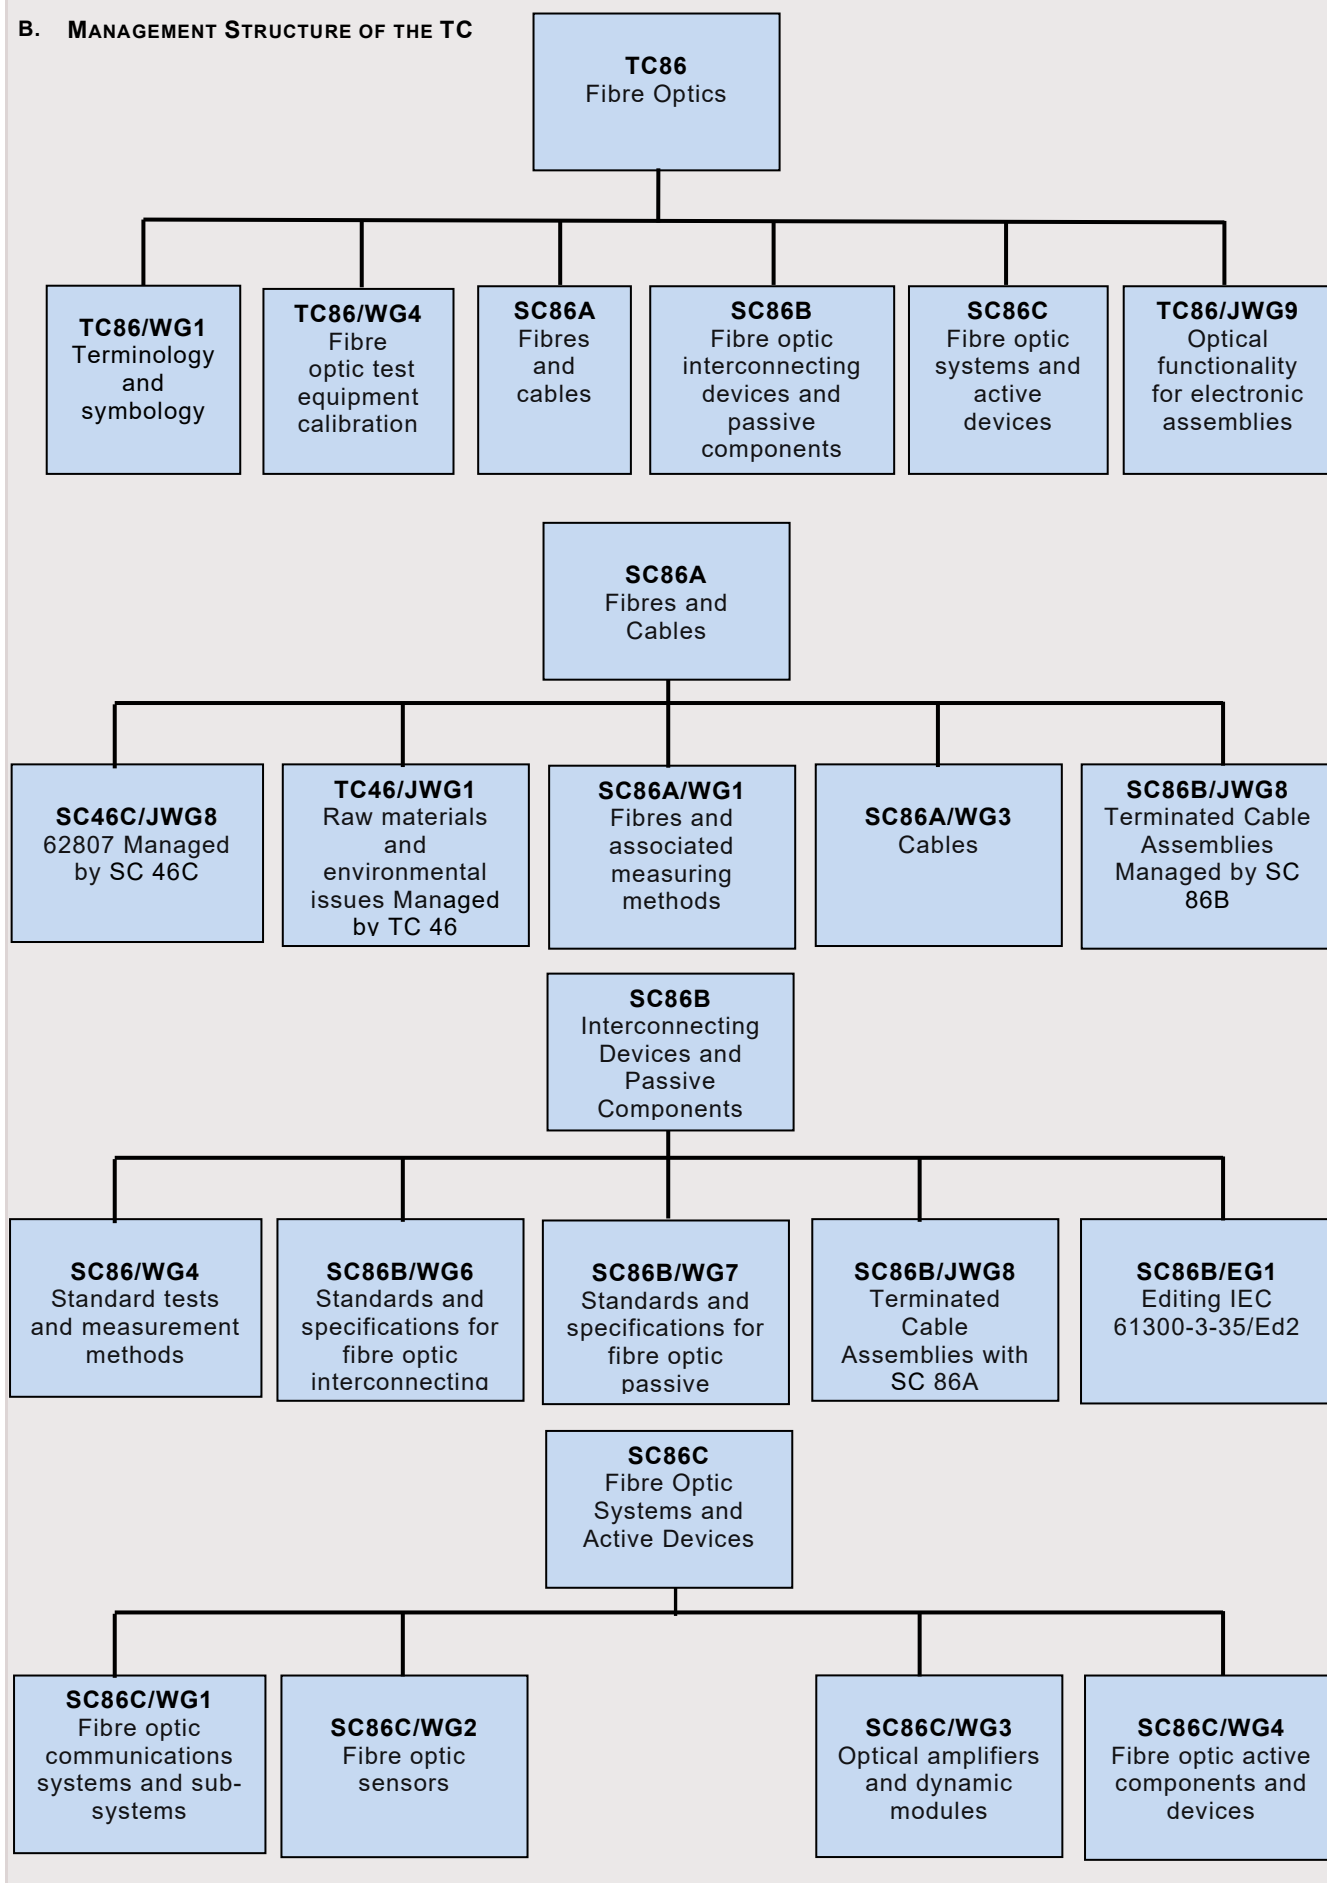 B. MANAGEMENT STRUCTURE OF THE TC
TC86
Fibre Optics
TC86/WG1
Terminology
and
symbology
TC86/WG4
Fibre
optic test
equipment
calibration
SC86A
Fibres
and
cables
SC86B
Fibre optic
interconnecting
devices and
passive
components
SC86C
Fibre optic
systems and
active
devices
TC86/JWG9
Optical
functionality
for electronic
assemblies
SC86A
Fibres and
Cables
SC46C/JWG8
62807 Managed
by SC 46C
TC46/JWG1
Raw materials
and
environmental
issues Managed
by TC 46
SC86A/WG1
Fibres and
associated
measuring
methods
SC86A/WG3
Cables
SC86B/JWG8
Terminated Cable
Assemblies
Managed by SC
86B
SC86B
Interconnecting
Devices and
Passive
Components
SC86/WG4
Standard tests
and measurement
methods
SC86B/WG6
Standards and
specifications for
fibre optic
interconnecting
SC86B/WG7
Standards and
specifications for
fibre optic
passive
SC86B/JWG8
Terminated
Cable
Assemblies with
SC 86A
SC86B/EG1
Editing IEC
61300-3-35/Ed2
SC86C
Fibre Optic
Systems and
Active Devices
SC86C/WG1
Fibre optic
communications
systems and sub-
systems
SC86C/WG2
Fibre optic
sensors
SC86C/WG3
Optical amplifiers
and dynamic
modules
SC86C/WG4
Fibre optic active
components and
devices